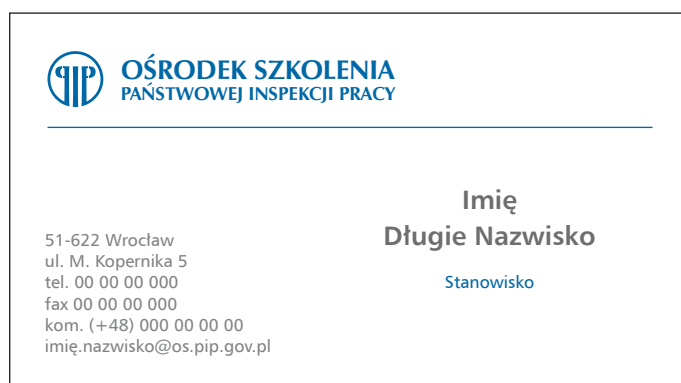 OŚRODEK SZKOLENIA
PAŃSTWOWEJ INSPEKCJI PRACY
Imię
Długie Nazwisko
Stanowisko
51-622 Wrocław
ul. M. Kopernika 5
tel. 00 00 00 000
fax 00 00 00 000
kom. (+48) 000 00 00 00
imię.nazwisko@os.pip.gov.pl